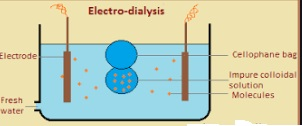 Electro-dialysis
Electrode
Cellophane bag
Impure colloidal
solution
Molecules
Fresh
water